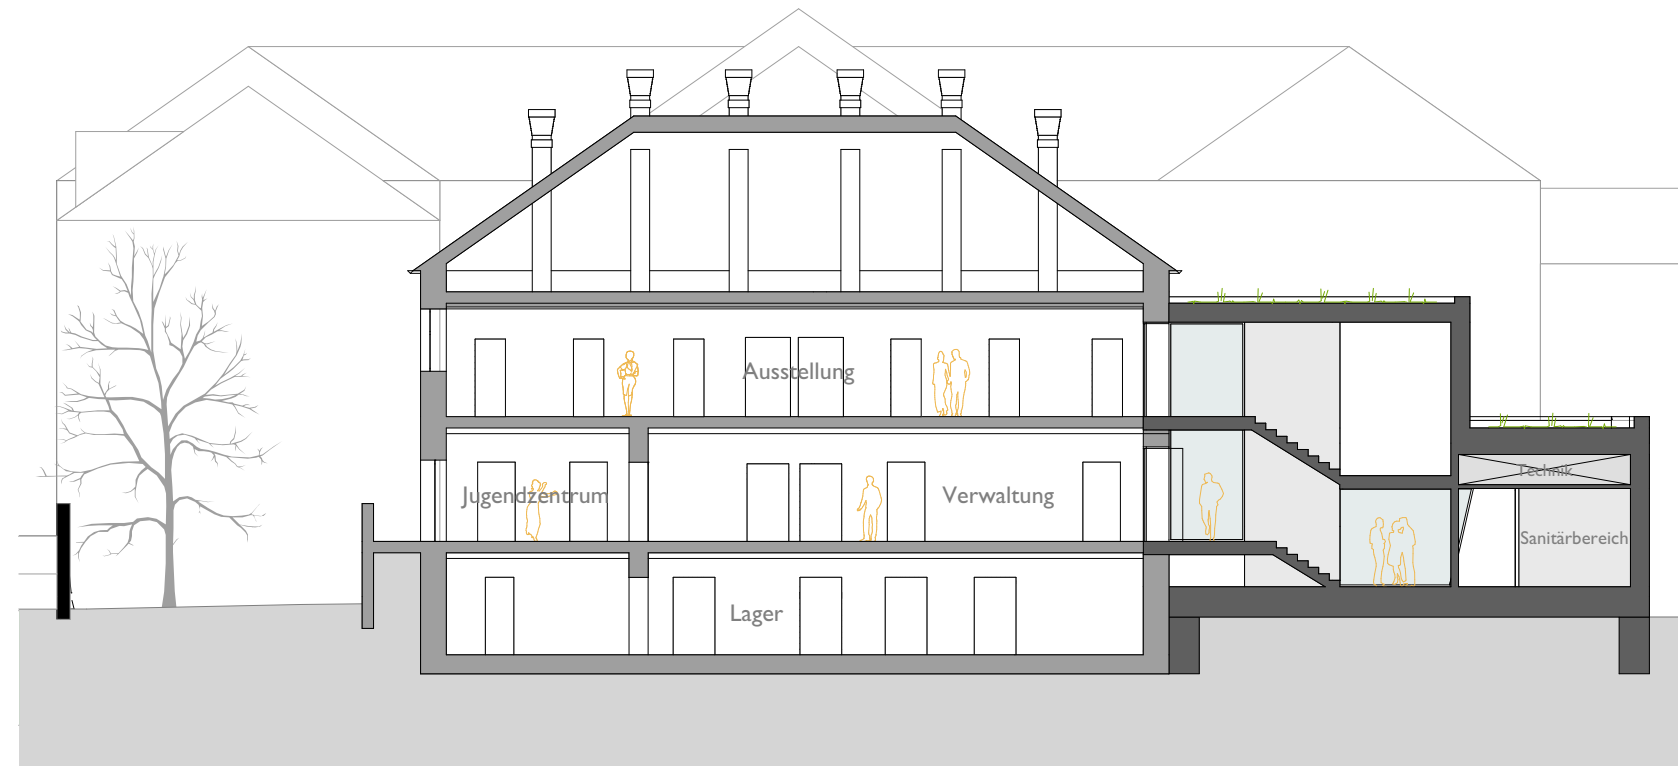 Ausstellung
Technik
Jugendzentrum
Verwaltung
Sanitärbereich
Lager